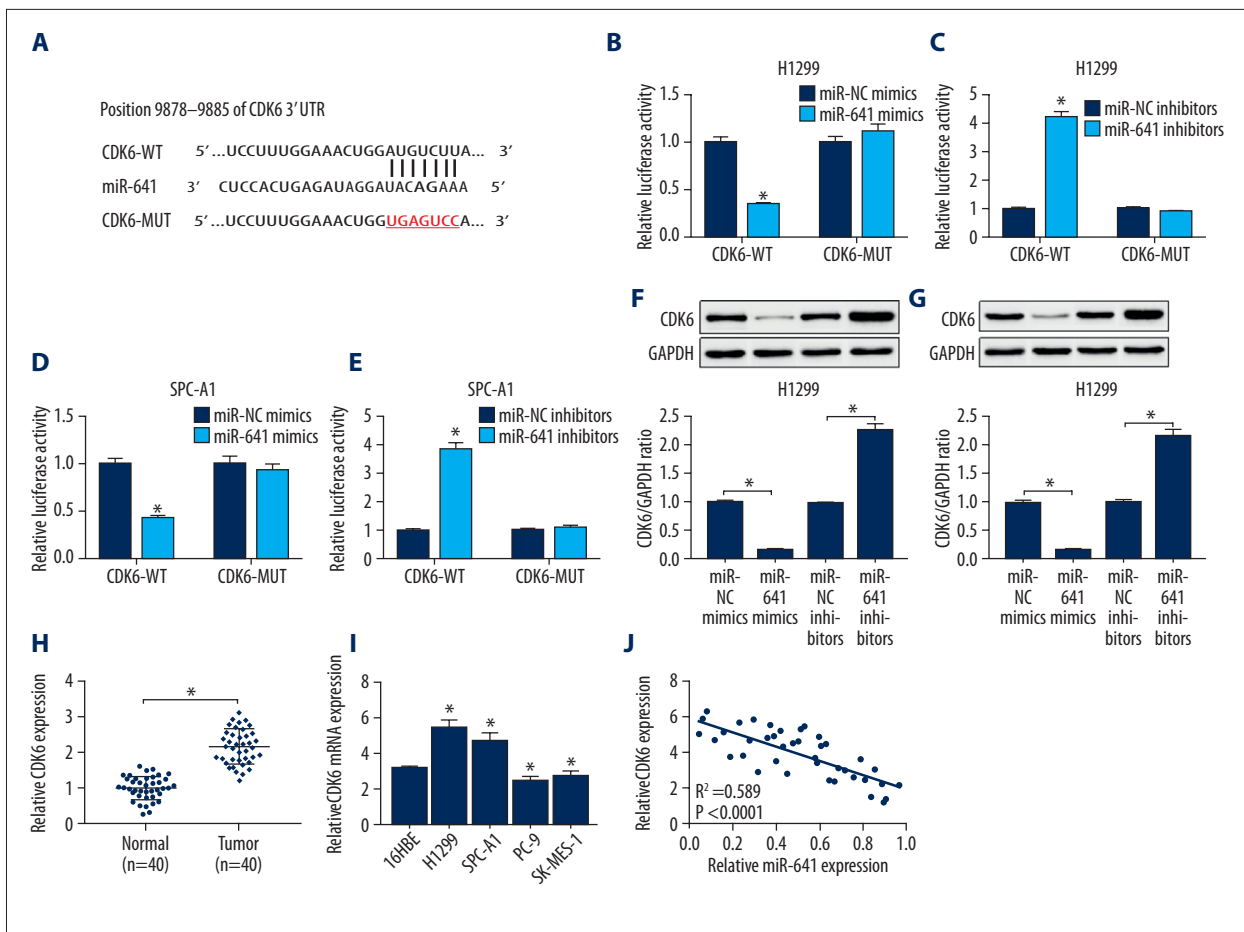 A
Position 9878–9885 of CDK6 3′ UTR
CDK6-WT 5′ ...UCCUUUGGAAACUGGAUGUCUUA... 3′
miR-641 3′ CUCCACUGAGAUAGGAUACAGAAA 5′
CDK6-MUT 5′ ...UCCUUUGGAAACUGGUGAGUCCA... 3′
B
H1299
miR-NC mimics
miR-641 mimics
Relative luciferase activity
1.5
1.0
0.5
0.0
*
CDK6-WT CDK6-MUT
C
H1299
miR-NC inhibitors
miR-641 inhibitors
Relative luciferase activity
5
4
3
2
1
0
*
CDK6-WT CDK6-MUT
D
SPC-A1
miR-NC mimics
miR-641 mimics
Relative luciferase activity
1.5
1.0
0.5
0.0
*
CDK6-WT CDK6-MUT
E
SPC-A1
miR-NC inhibitors
miR-641 inhibitors
Relative luciferase activity
5
4
3
2
1
0
*
CDK6-WT CDK6-MUT
F
CDK6
GAPDH
H1299
CDK6/GAPDH ratio
2.5
2.0
1.5
1.0
0.5
0.0
*
*
miR- miR- miR- miR-
NC 641 NC 641
mimics mimics inhi- inhi-
bitors bitors
G
CDK6
GAPDH
H1299
CDK6/GAPDH ratio
2.5
2.0
1.5
1.0
0.5
0.0
*
*
miR- miR- miR- miR-
NC 641 NC 641
mimics mimics inhi- inhi-
bitors bitors
H
Relative CDK6 expression
4
3
2
1
0
*
Normal Tumor
(n=40) (n=40)
I
RelativeCDK6 mRNA expression
8
6
4
2
0
* * * *
16HBE H1299 SPC-A1 PC-9 SK-MES-1
J
RelativeCDK6 expression
8
6
4
2
0
R2 =0.589
P <0.0001
0.0 0.2 0.4 0.6 0.8 1.0
Relative miR-641 expression